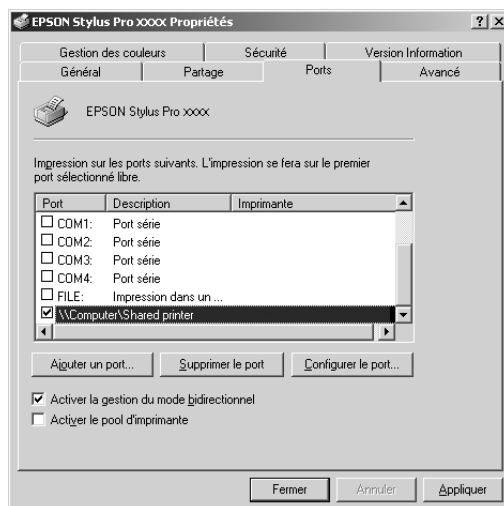 EPSON Stylus Pro XXXX Propriétés
Gestion des couleurs Sécurité Version Information
Général Partage Ports Avancé
EPSON Stylus Pro xxxx
Impression sur les ports suivants. L'impression se fera sur le premier
port sélectionné libre.
Port Description Imprimante
COM1: Port série
COM2: Port série
COM3: Port série
COM4: Port série
FILE: Impression dans un ...
\\Computer\Shared printer
Ajouter un port... Supprimer le port Configurer le port...
Activer la gestion du mode bidirectionnel
Activer le pool d'imprimante
Fermer Annuler Appliquer